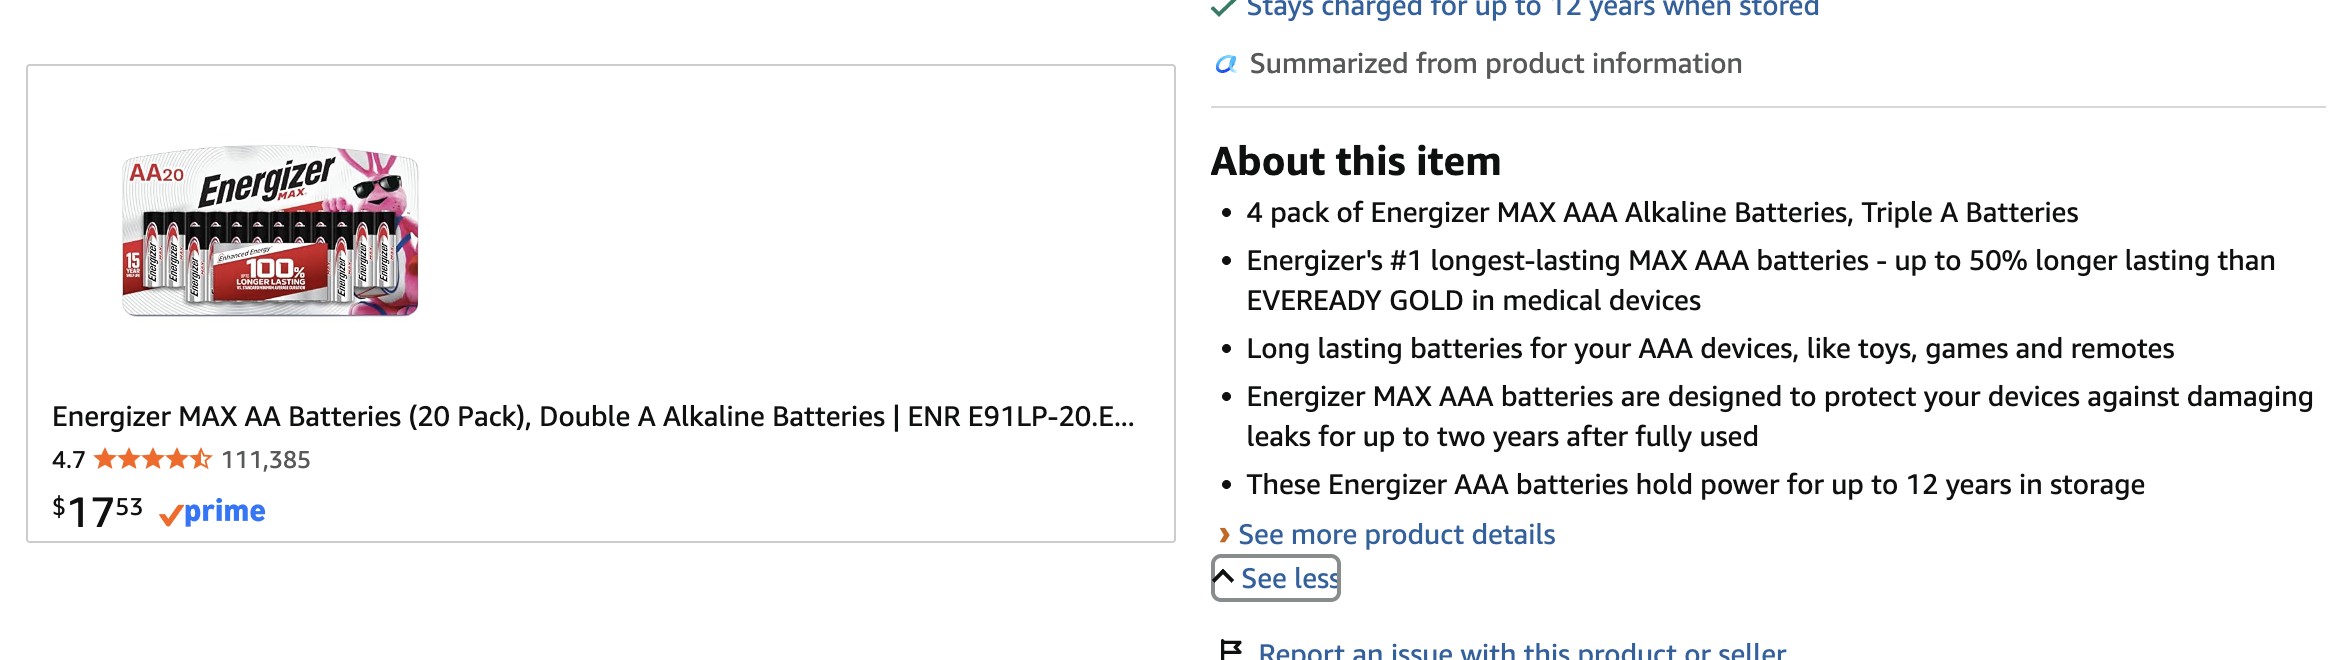 Stays charged for up to 12 years when stored
Summarized from product information
AA20
Energizer
MAX
15
YEAR
Enhanced Energy
100%
LONGER LASTING
Energizer MAX AA Batteries (20 Pack), Double A Alkaline Batteries | ENR E91LP-20.E...
4.7 111,385
$17 53 prime
About this item
• 4 pack of Energizer MAX AAA Alkaline Batteries, Triple A Batteries
• Energizer's #1 longest-lasting MAX AAA batteries - up to 50% longer lasting than
EVEREADY GOLD in medical devices
• Long lasting batteries for your AAA devices, like toys, games and remotes
• Energizer MAX AAA batteries are designed to protect your devices against damaging
leaks for up to two years after fully used
• These Energizer AAA batteries hold power for up to 12 years in storage
› See more product details
See less
Report an issue with this product or seller